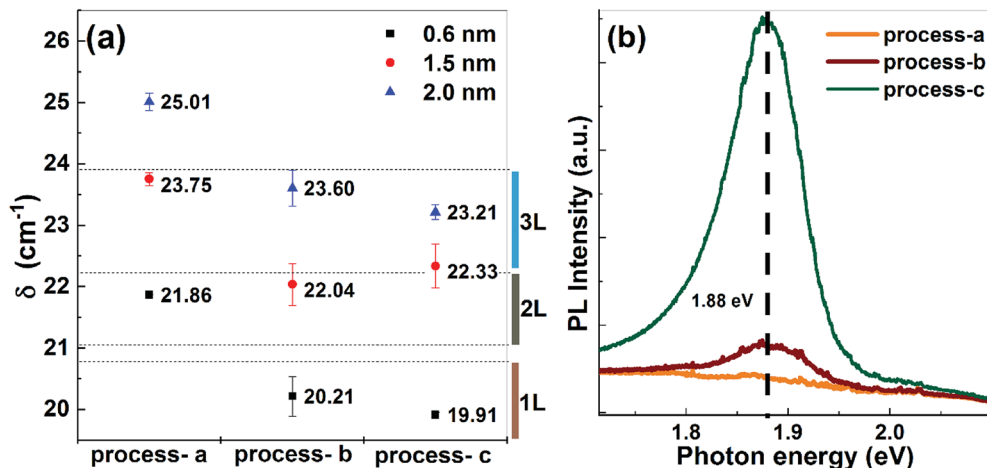 (a)
0.6 nm
1.5 nm
2.0 nm
δ (cm⁻¹)
26
25
24
23
22
21
20
25.01
23.75
21.86
23.60
22.04
20.21
23.21
22.33
19.91
3L
2L
1L
process- a
process- b
process- c
(b)
process-a
process-b
process-c
PL Intensity (a.u.)
1.88 eV
1.8
1.9
2.0
Photon energy (eV)